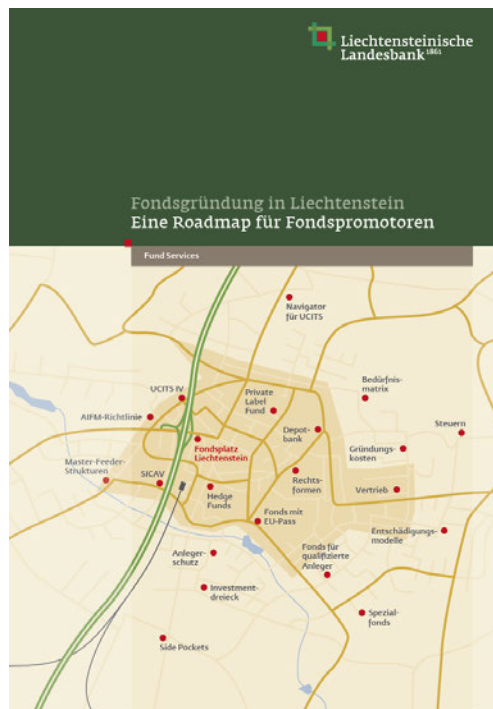 Liechtensteinische
Landesbank 1861
Fondsgründung in Liechtenstein
Eine Roadmap für Fondspromotoren
Fund Services
Navigator
für UCITS
UCITS IV
Private
Label
Fund
Bedürfnis-
matrix
AIFM-Richtlinie
Depot-
bank
Steuern
Fondsplatz
Liechtenstein
Gründungs-
kosten
Master-Feeder-
Strukturen
SICAV
Rechts-
formen
Hedge
Funds
Vertrieb
Fonds mit
EU-Pass
Entschädigungs-
modelle
Anleger-
schutz
Fonds für
qualifizierte
Anleger
Investment-
dreieck
Spezial-
fonds
Side Pockets